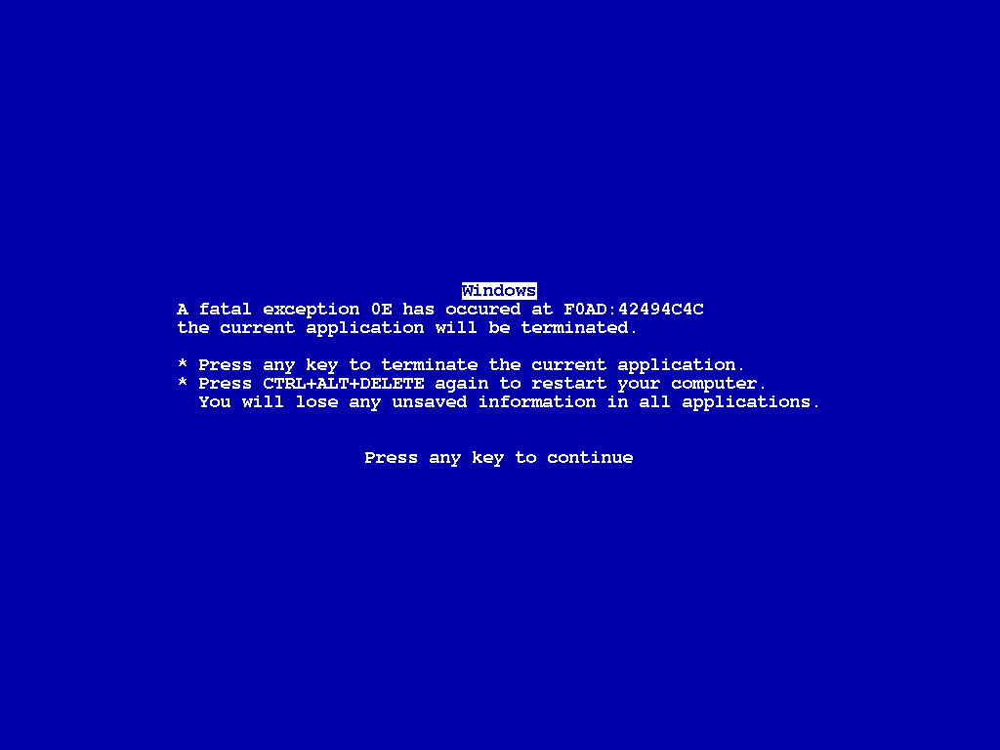 Windows
A fatal exception 0E has occured at F0AD:42494C4C
the current application will be terminated.
* Press any key to terminate the current application.
* Press CTRL+ALT+DELETE again to restart your computer.
You will lose any unsaved information in all applications.
Press any key to continue